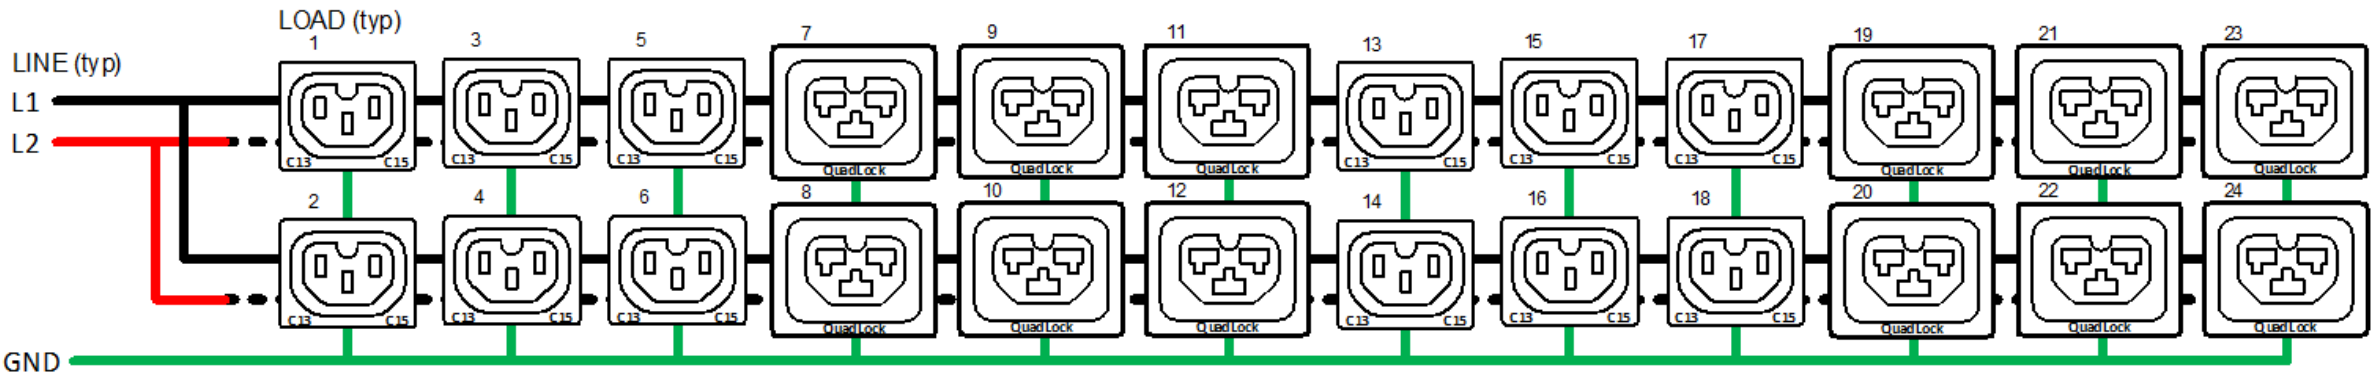 LOAD (typ)
1 3 5 7 9 11 13 15 17 19 21 23
LINE (typ)
L1
L2
C13 C15 C13 C15 C13 C15 QuadLock QuadLock QuadLock C13 C15 C13 C15 C13 C15 QuadLock QuadLock QuadLock
2 4 6 8 10 12 14 16 18 20 22 24
C13 C15 C13 C15 C13 C15 QuadLock QuadLock QuadLock C13 C15 C13 C15 C13 C15 QuadLock QuadLock QuadLock
GND